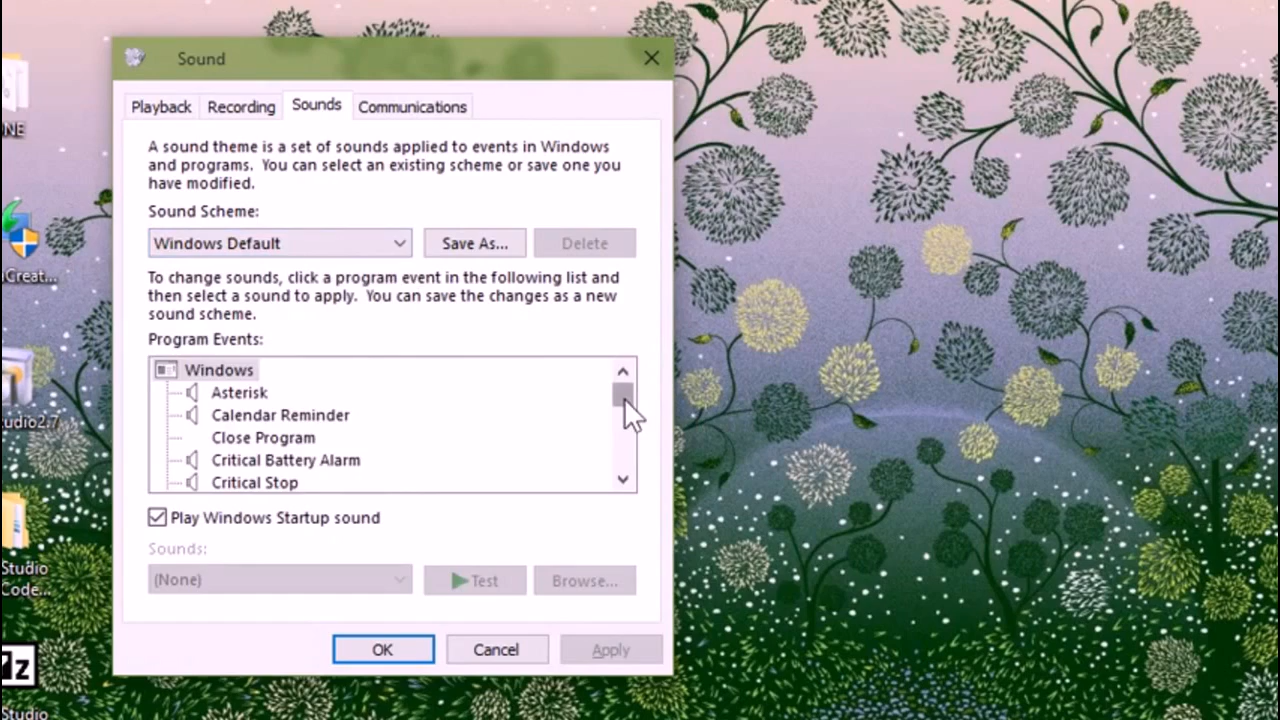 Sound
Playback
Recording
Sounds
Communications
A sound theme is a set of sounds applied to events in Windows
and programs. You can select an existing scheme or save one you
have modified.
Sound Scheme:
Windows Default
Save As...
Delete
To change sounds, click a program event in the following list and
then select a sound to apply. You can save the changes as a new
sound scheme.
Program Events:
Windows
Asterisk
Calendar Reminder
Close Program
Critical Battery Alarm
Critical Stop
Play Windows Startup sound
Sounds:
(None)
Test
Browse...
OK
Cancel
Apply
NE
Creat...
udio2.7
Studio
Code...
z
Studio